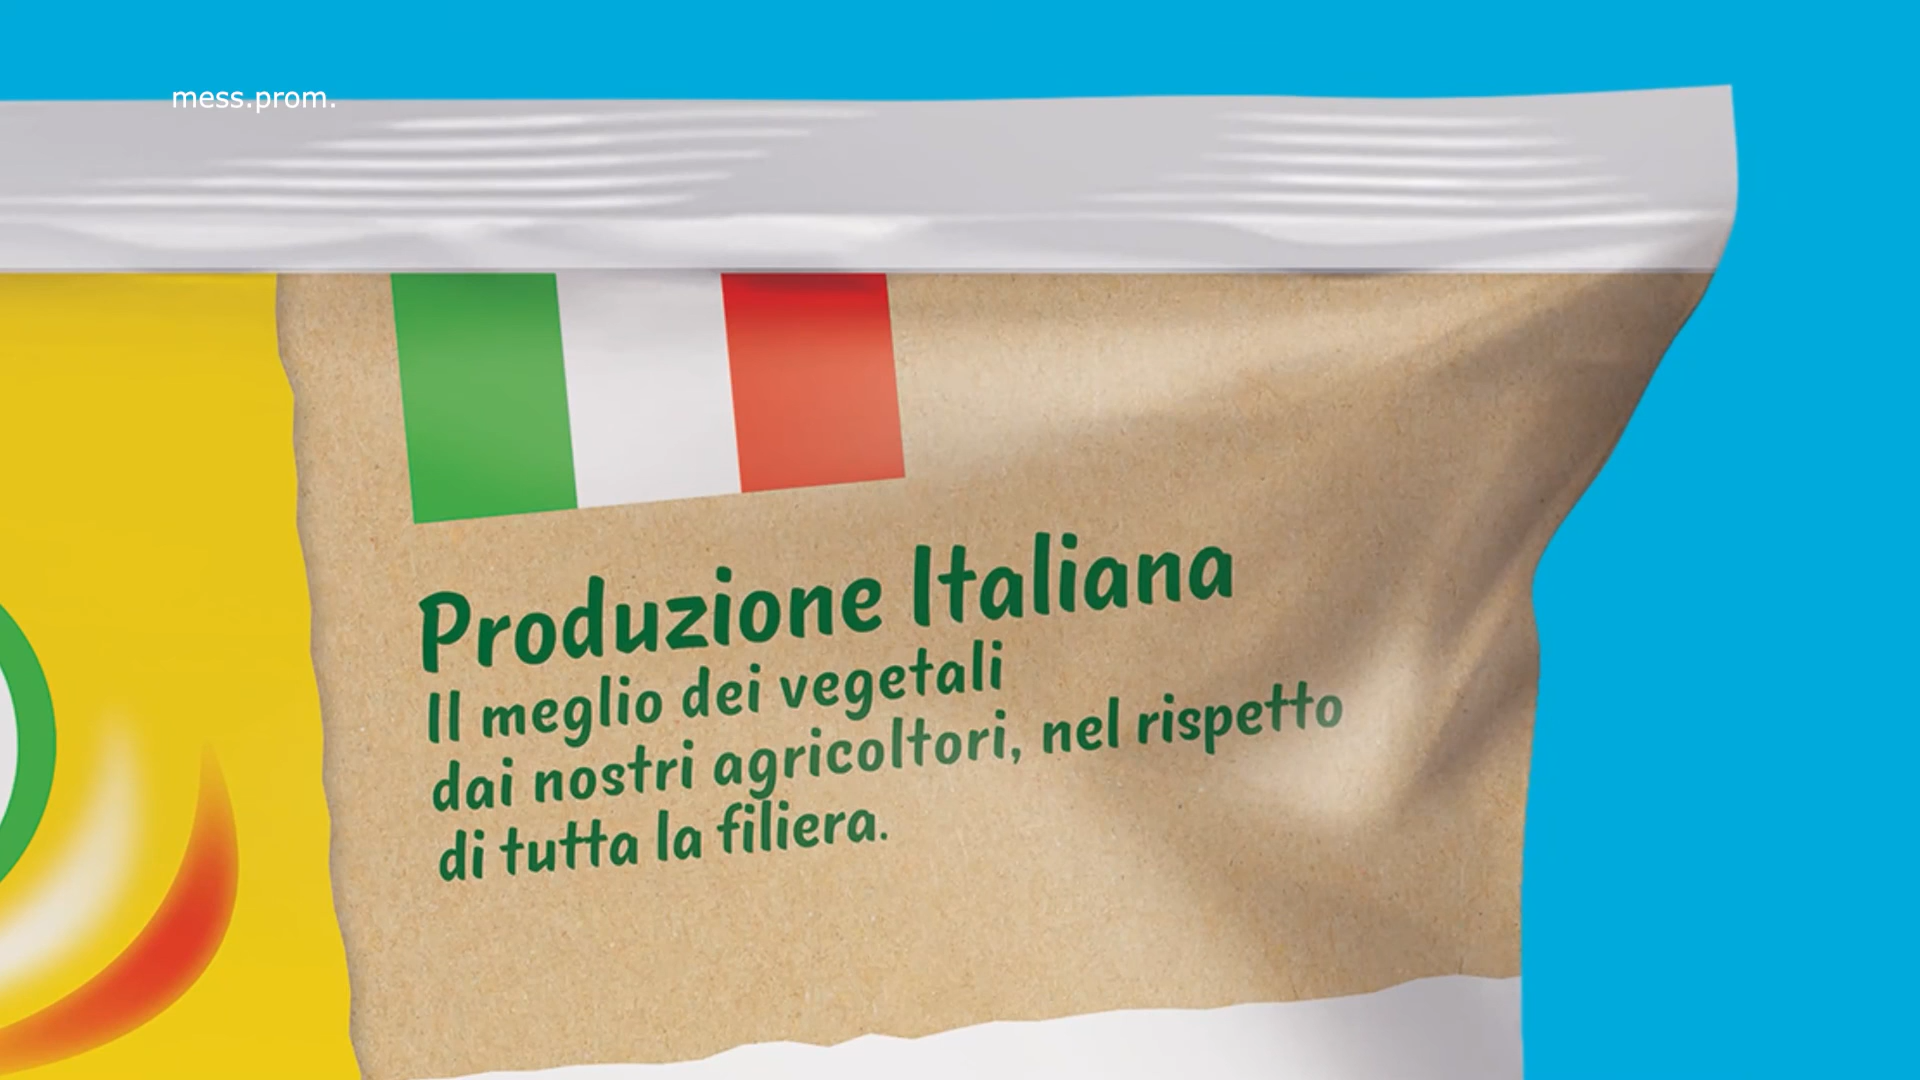 mess.prom.
Produzione Italiana
Il meglio dei vegetali
dai nostri agricoltori, nel rispetto
di tutta la filiera.